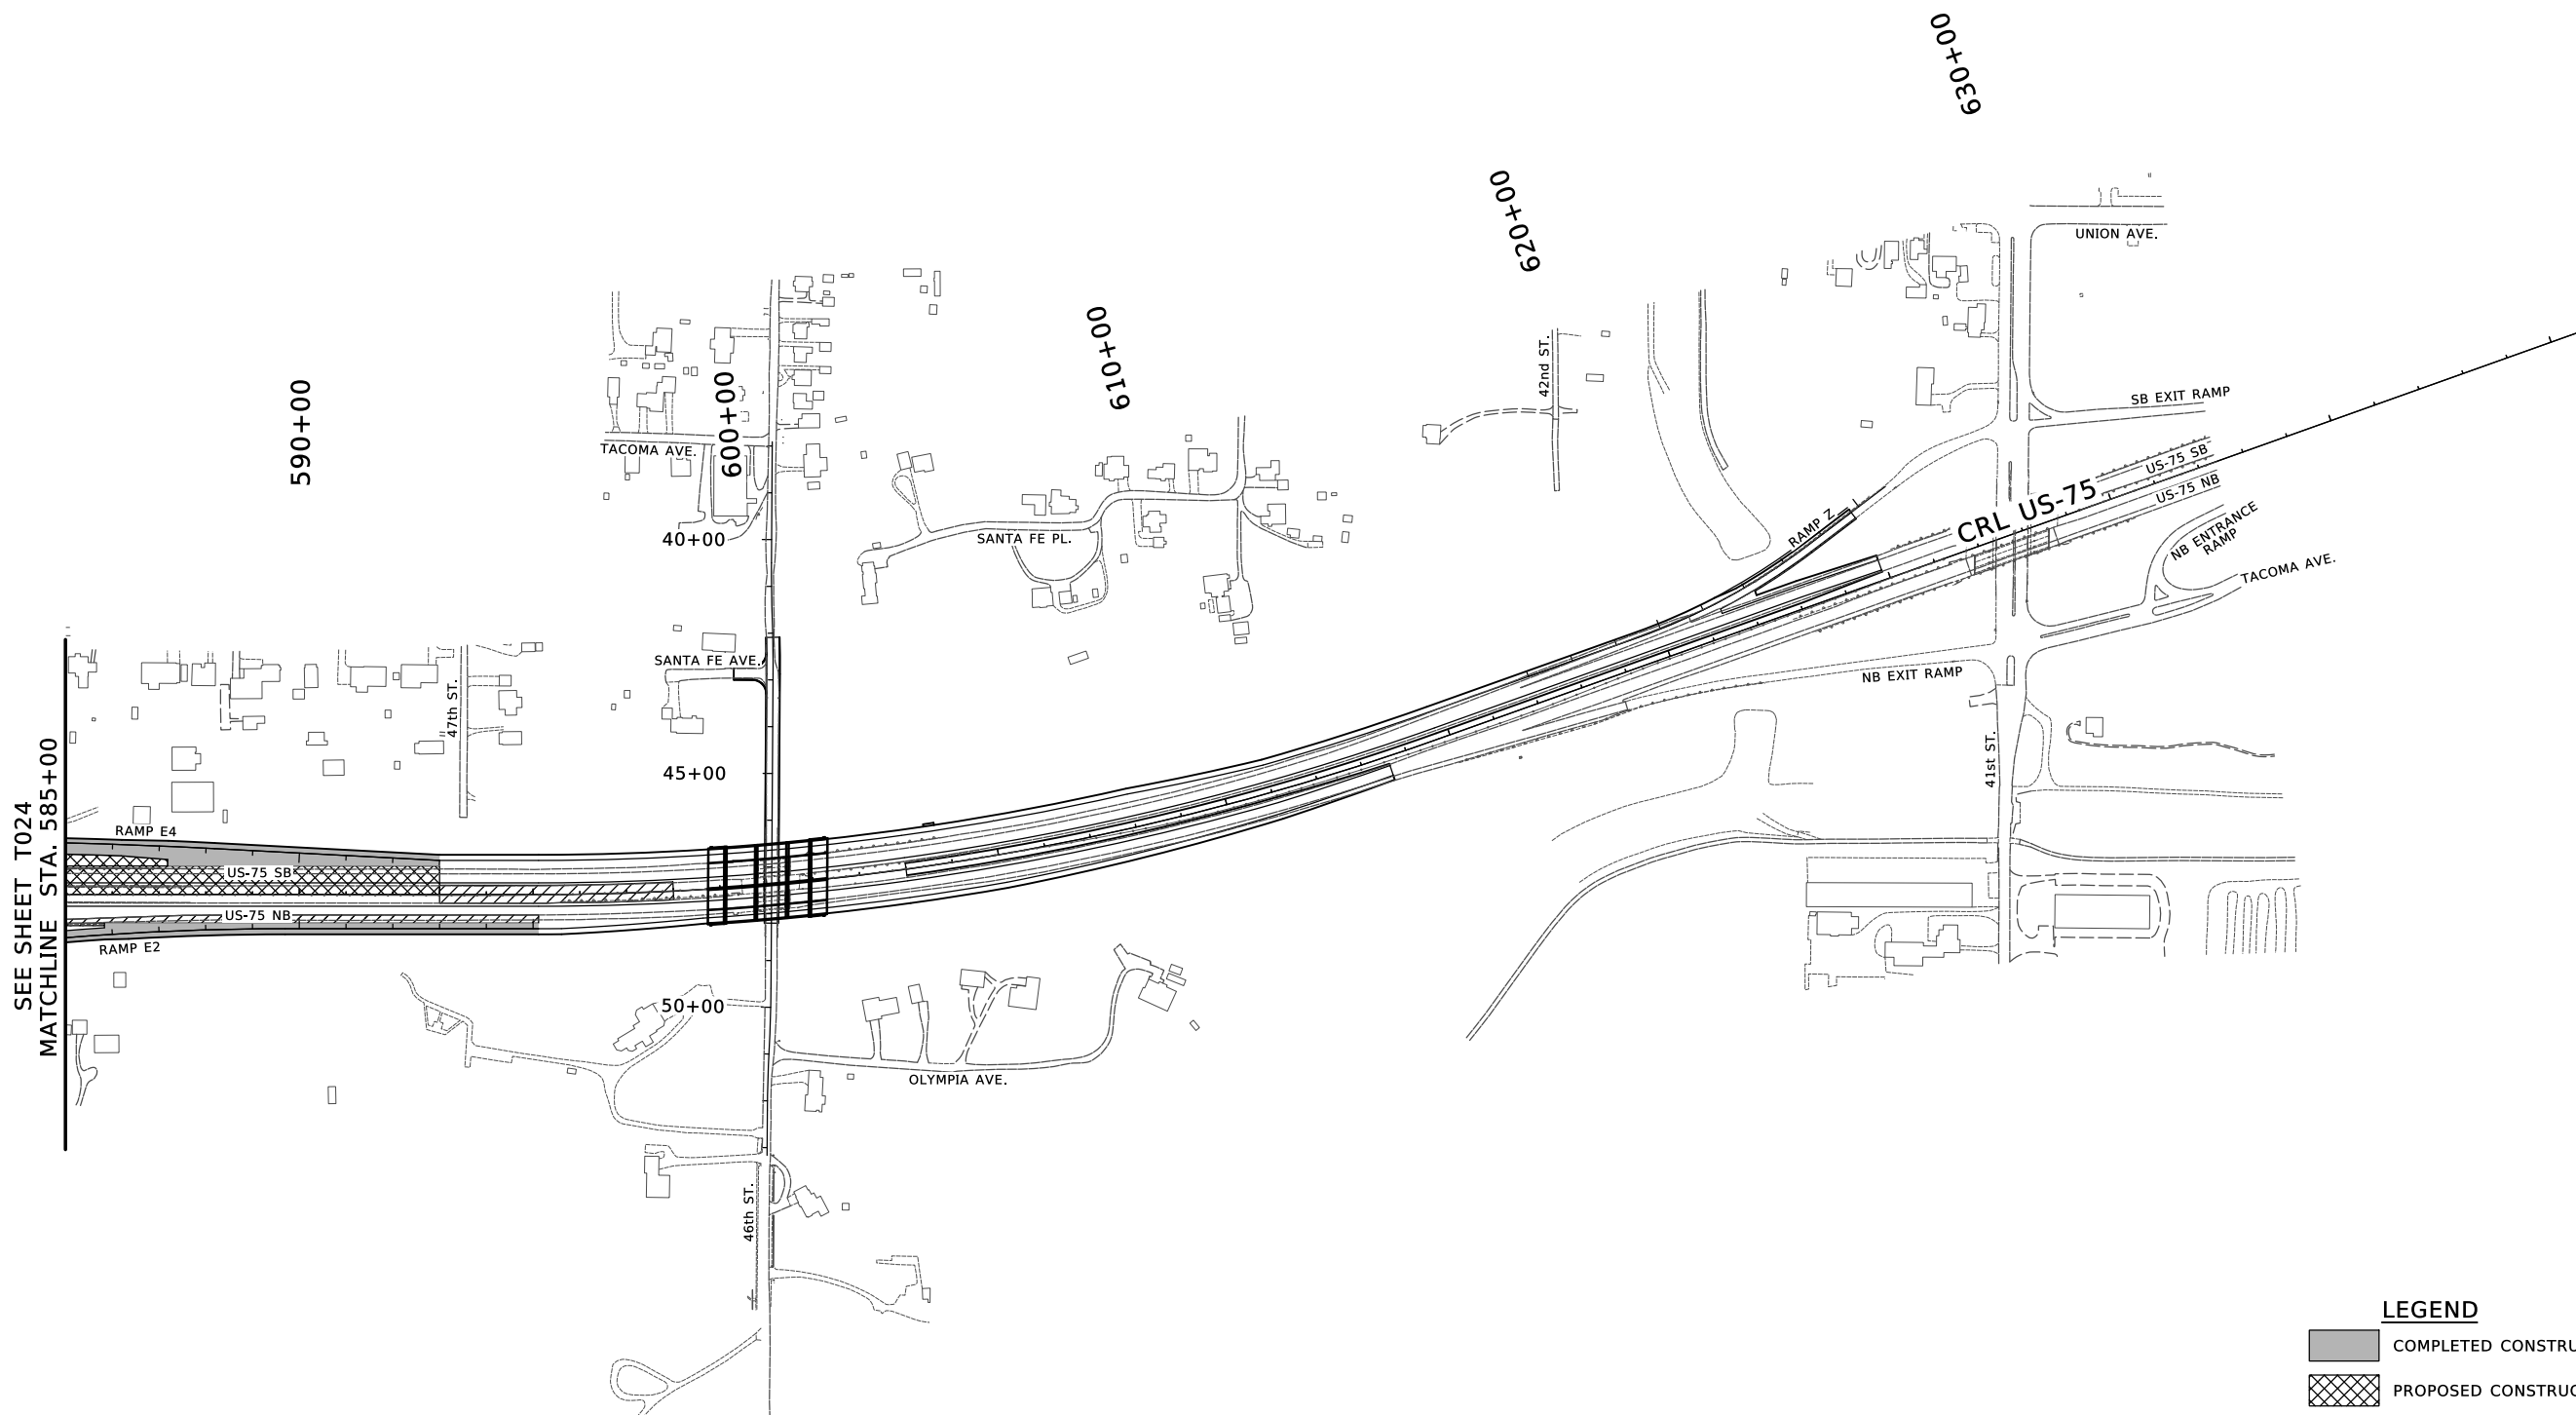 630+00
620+00
UNION AVE.
610+00
42nd ST.
600+00
590+00
SB EXIT RAMP
TACOMA AVE.
US-75 SB
US-75 NB
CRL US-75
RAMP Z
40+00
SANTA FE PL.
NB ENTRANCE
RAMP
TACOMA AVE.
SANTA FE AVE.
NB EXIT RAMP
47th ST.
45+00
41st ST.
SEE SHEET T024
MATCHLINE STA. 585+00
RAMP E4
US-75 SB
US-75 NB
RAMP E2
50+00
OLYMPIA AVE.
46th ST.
LEGEND
COMPLETED CONSTRU
PROPOSED CONSTRUC